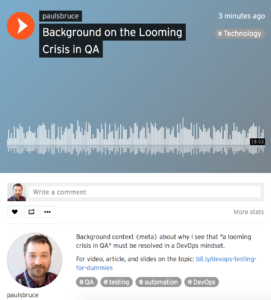 paulsbruce
3 minutes ago
Background on the Looming
Crisis in QA
# Technology
18:02
Write a comment
More stats
Background context (meta) about why I see that "a looming
crisis in QA" must be resolved in a DevOps mindset.
For video, article, and slides on the topic: bit.ly/devops-testing-
for-dummies
# QA # testing # automation # DevOps
paulsbruce